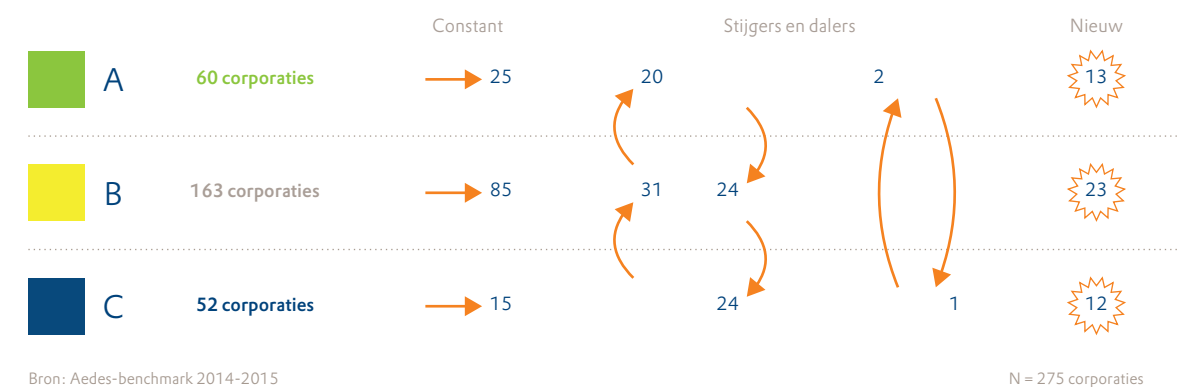 Constant Stijgers en dalers Nieuw
A 60 corporaties 25 20 2 13
B 163 corporaties 85 31 24 23
C 52 corporaties 15 24 1 12
Bron: Aedes-benchmark 2014-2015 N = 275 corporaties